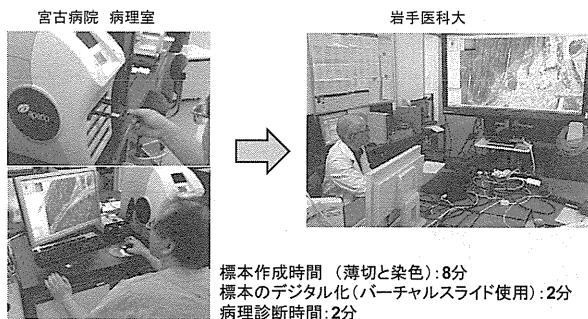 宮古病院 病理室
岩手医科大
標本作成時間 (薄切と染色):8分
標本のデジタル化(バーチャルスライド使用):2分
病理診断時間:2分